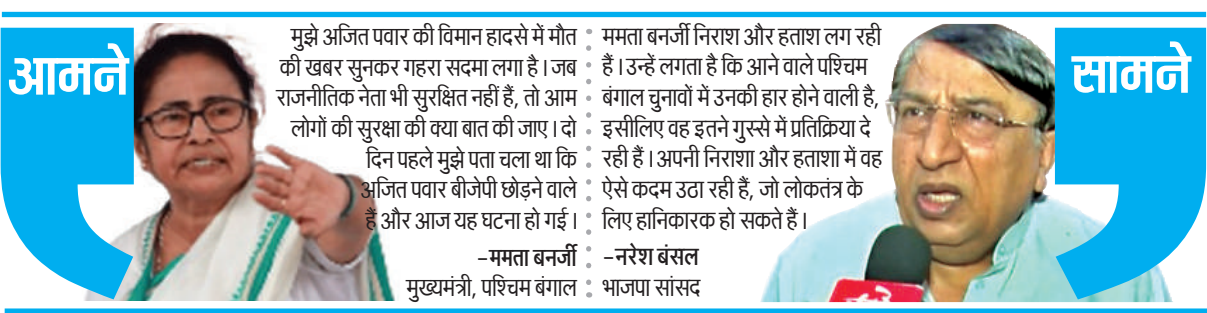 आमने
मुझे अजित पवार की विमान हादसे में मौत
की खबर सुनकर गहरा सदमा लगा है। जब
राजनीतिक नेता भी सुरक्षित नहीं हैं, तो आम
लोगों की सुरक्षा की क्या बात की जाए। दो
दिन पहले मुझे पता चला था कि
अजित पवार बीजेपी छोड़ने वाले
हैं और आज यह घटना हो गई।
–ममता बनर्जी
मुख्यमंत्री, पश्चिम बंगाल
ममता बनर्जी निराश और हताश लग रही
हैं। उन्हें लगता है कि आने वाले पश्चिम
बंगाल चुनावों में उनकी हार होने वाली है,
इसीलिए वह इतने गुस्से में प्रतिक्रिया दे
रही हैं। अपनी निराशा और हताशा में वह
ऐसे कदम उठा रही हैं, जो लोकतंत्र के
लिए हानिकारक हो सकते हैं।
–नरेश बंसल
भाजपा सांसद
सामने